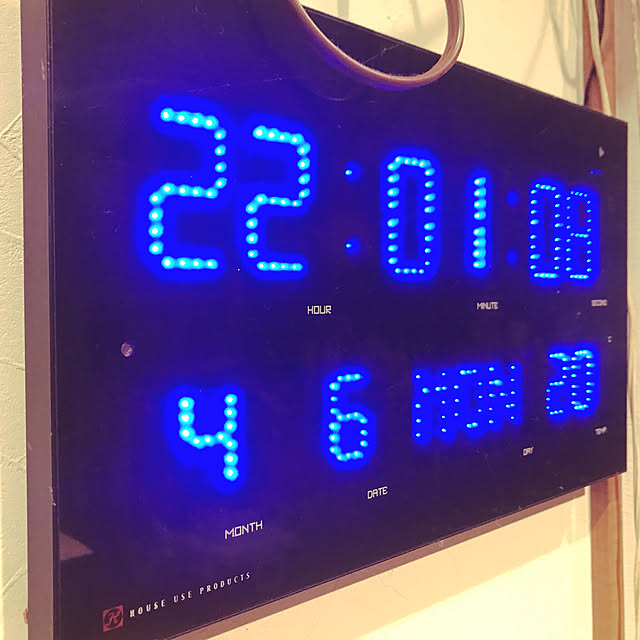 22:01:08
HOUR MINUTE SECOND
4 6 MON 20
MONTH DATE DAY TEMP
HOUSE USE PRODUCTS